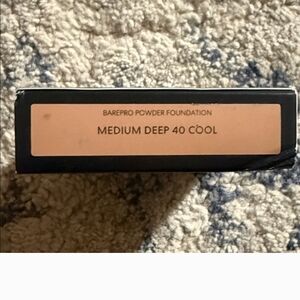 BAREPRO POWDER FOUNDATION
MEDIUM DEEP 40 COOL